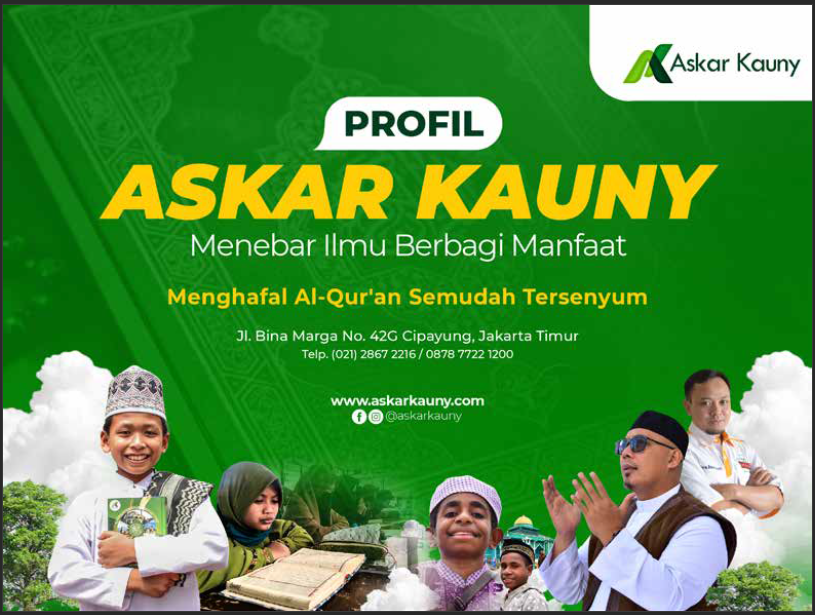 Askar Kauny
PROFIL
ASKAR KAUNY
Menebar Ilmu Berbagi Manfaat
Menghafal Al-Qur'an Semudah Tersenyum
Jl. Bina Marga No. 42G Cipayung, Jakarta Timur
Telp. (021) 2867 2216 / 0878 7722 1200
www.askarkauny.com
@askarkauny